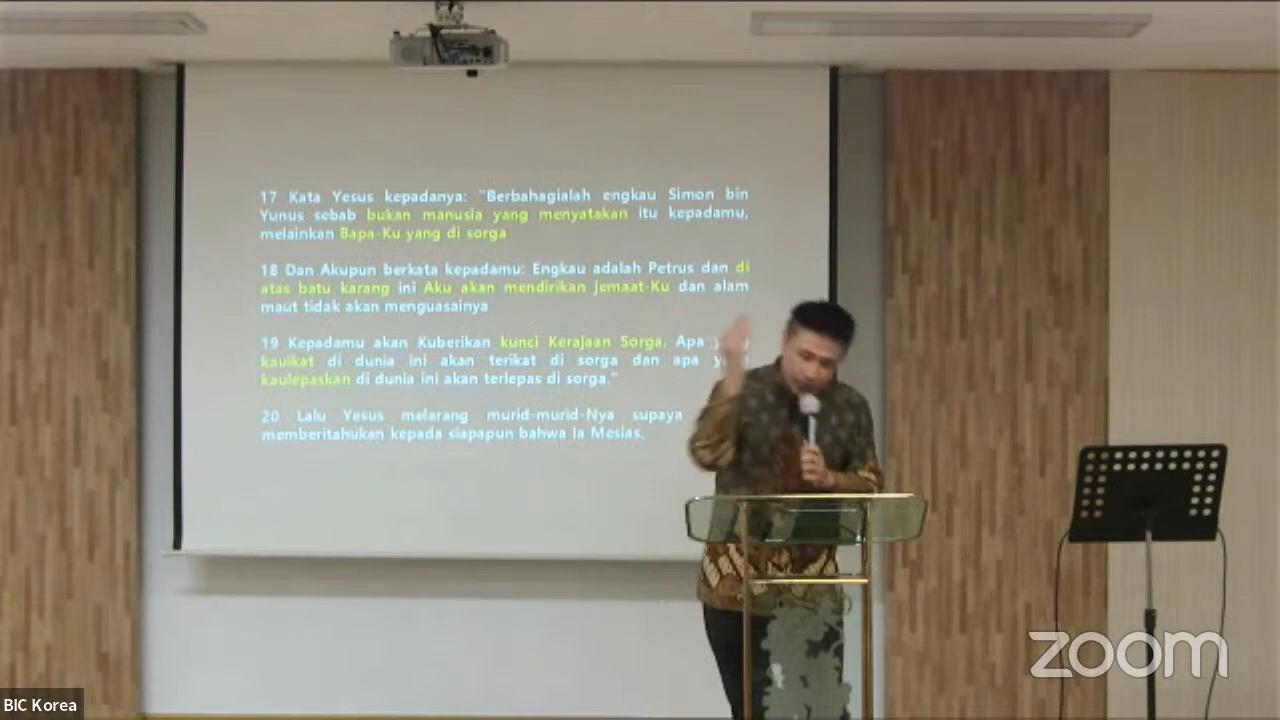 17 Kata Yesus kepadanya: "Berbahagialah engkau Simon bin
Yunus sebab bukan manusia yang menyatakan itu kepadamu,
melainkan Bapa-Ku yang di sorga
18 Dan Akupun berkata kepadamu: Engkau adalah Petrus dan di
atas batu karang ini Aku akan mendirikan jemaat-Ku dan alam
maut tidak akan menguasainya
19 Kepadamu akan Kuberikan kunci Kerajaan Sorga. Apa
kauikat di dunia ini akan terikat di sorga dan apa
kaulepaskan di dunia ini akan terlepas di sorga."
20 Lalu Yesus melarang murid-murid-Nya supaya
memberitahukan kepada siapapun bahwa Ia Mesias.
zoom
BIC Korea